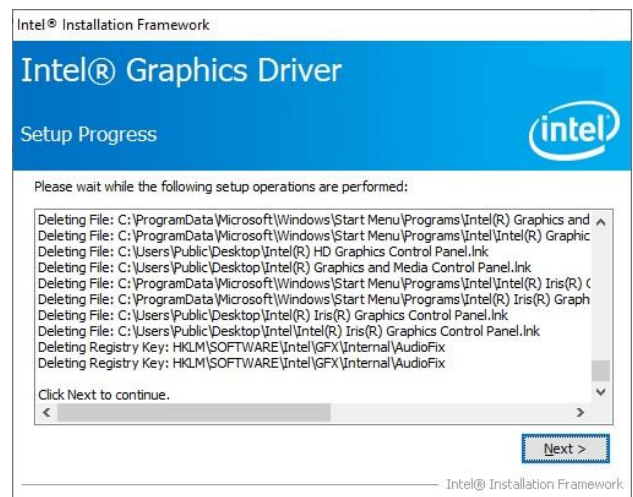 Intel® Installation Framework
Intel® Graphics Driver
Setup Progress
intel
Please wait while the following setup operations are performed:
Deleting File: C:\ProgramData\Microsoft\Windows\Start Menu\Programs\Intel(R) Graphics and
Deleting File: C:\ProgramData\Microsoft\Windows\Start Menu\Programs\Intel\Intel(R) Graphic
Deleting File: C:\Users\Public\Desktop\Intel(R) HD Graphics Control Panel.lnk
Deleting File: C:\Users\Public\Desktop\Intel(R) Graphics and Media Control Panel.lnk
Deleting File: C:\ProgramData\Microsoft\Windows\Start Menu\Programs\Intel\Intel(R) Iris(R) G
Deleting File: C:\ProgramData\Microsoft\Windows\Start Menu\Programs\Intel(R) Iris(R) Graph
Deleting File: C:\Users\Public\Desktop\Intel(R) Iris(R) Graphics Control Panel.lnk
Deleting File: C:\Users\Public\Desktop\Intel\Intel(R) Iris(R) Graphics Control Panel.lnk
Deleting Registry Key: HKLM\SOFTWARE\Intel\GFX\Internal\AudioFix
Deleting Registry Key: HKLM\SOFTWARE\Intel\GFX\Internal\AudioFix
Click Next to continue.
Next >
Intel® Installation Framework